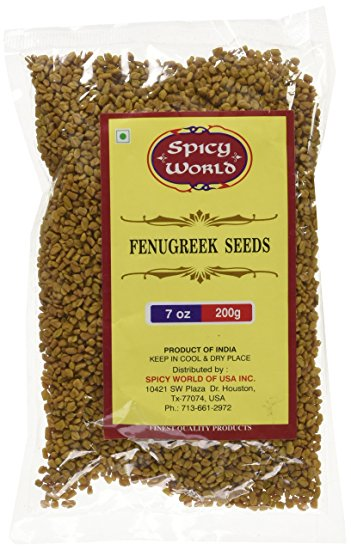 Spicy
World
FENUGREEK SEEDS
7 oz 200g
PRODUCT OF INDIA
KEEP IN COOL & DRY PLACE
Distributed by :
SPICY WORLD OF USA INC.
10421 SW Plaza Dr. Houston,
Tx-77074, USA
Ph.: 713-661-2972
FINEST QUALITY PRODUCTS